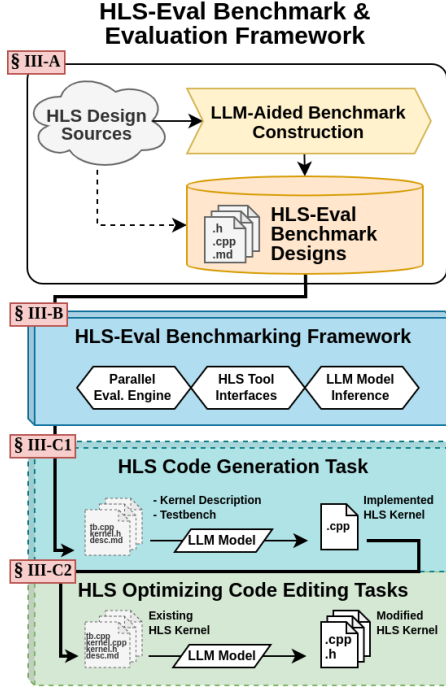 HLS-Eval Benchmark &
Evaluation Framework
§ III-A
HLS Design
Sources
LLM-Aided Benchmark
Construction
.h
.cpp
.md
HLS-Eval
Benchmark
Designs
§ III-B
HLS-Eval Benchmarking Framework
Parallel
Eval. Engine
HLS Tool
Interfaces
LLM Model
Inference
§ III-C1
HLS Code Generation Task
tb.cpp
kernel.h
desc.md
- Kernel Description
- Testbench
LLM Model
.cpp
Implemented
HLS Kernel
§ III-C2
HLS Optimizing Code Editing Tasks
tb.cpp
kernel.cpp
kernel.h
desc.md
Existing
HLS Kernel
LLM Model
.cpp
.h
Modified
HLS Kernel